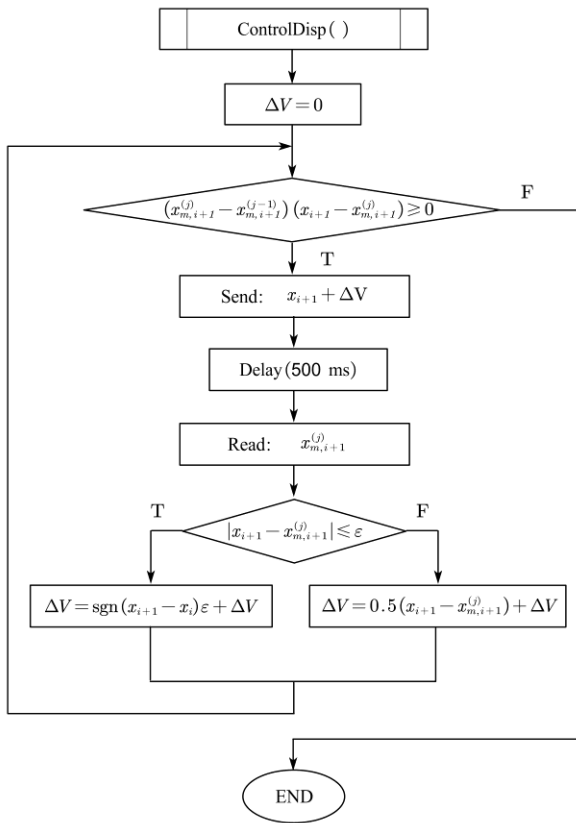 ControlDisp( )
ΔV=0
(x_{m,i+1}^{(j)}−x_{m,i+1}^{(j−1)})(x_{i+1}−x_{m,i+1}^{(j)})⩾0
F
T
Send: x_{i+1}+ΔV
Delay(500 ms)
Read: x_{m,i+1}^{(j)}
T
|x_{i+1}−x_{m,i+1}^{(j)}|⩽ε
F
ΔV=sgn(x_{i+1}−x_i)ε+ΔV
ΔV=0.5(x_{i+1}−x_{m,i+1}^{(j)})+ΔV
END